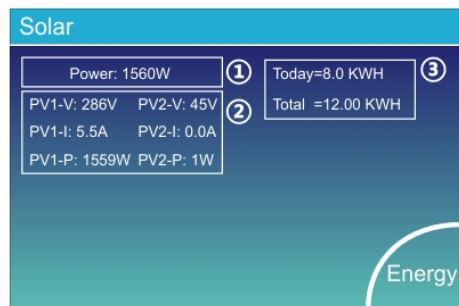 Solar
Power: 1560W ①
PV1-V: 286V PV2-V: 45V ②
PV1-I: 5.5A PV2-I: 0.0A
PV1-P: 1559W PV2-P: 1W
Today=8.0 KWH ③
Total =12.00 KWH
Energy